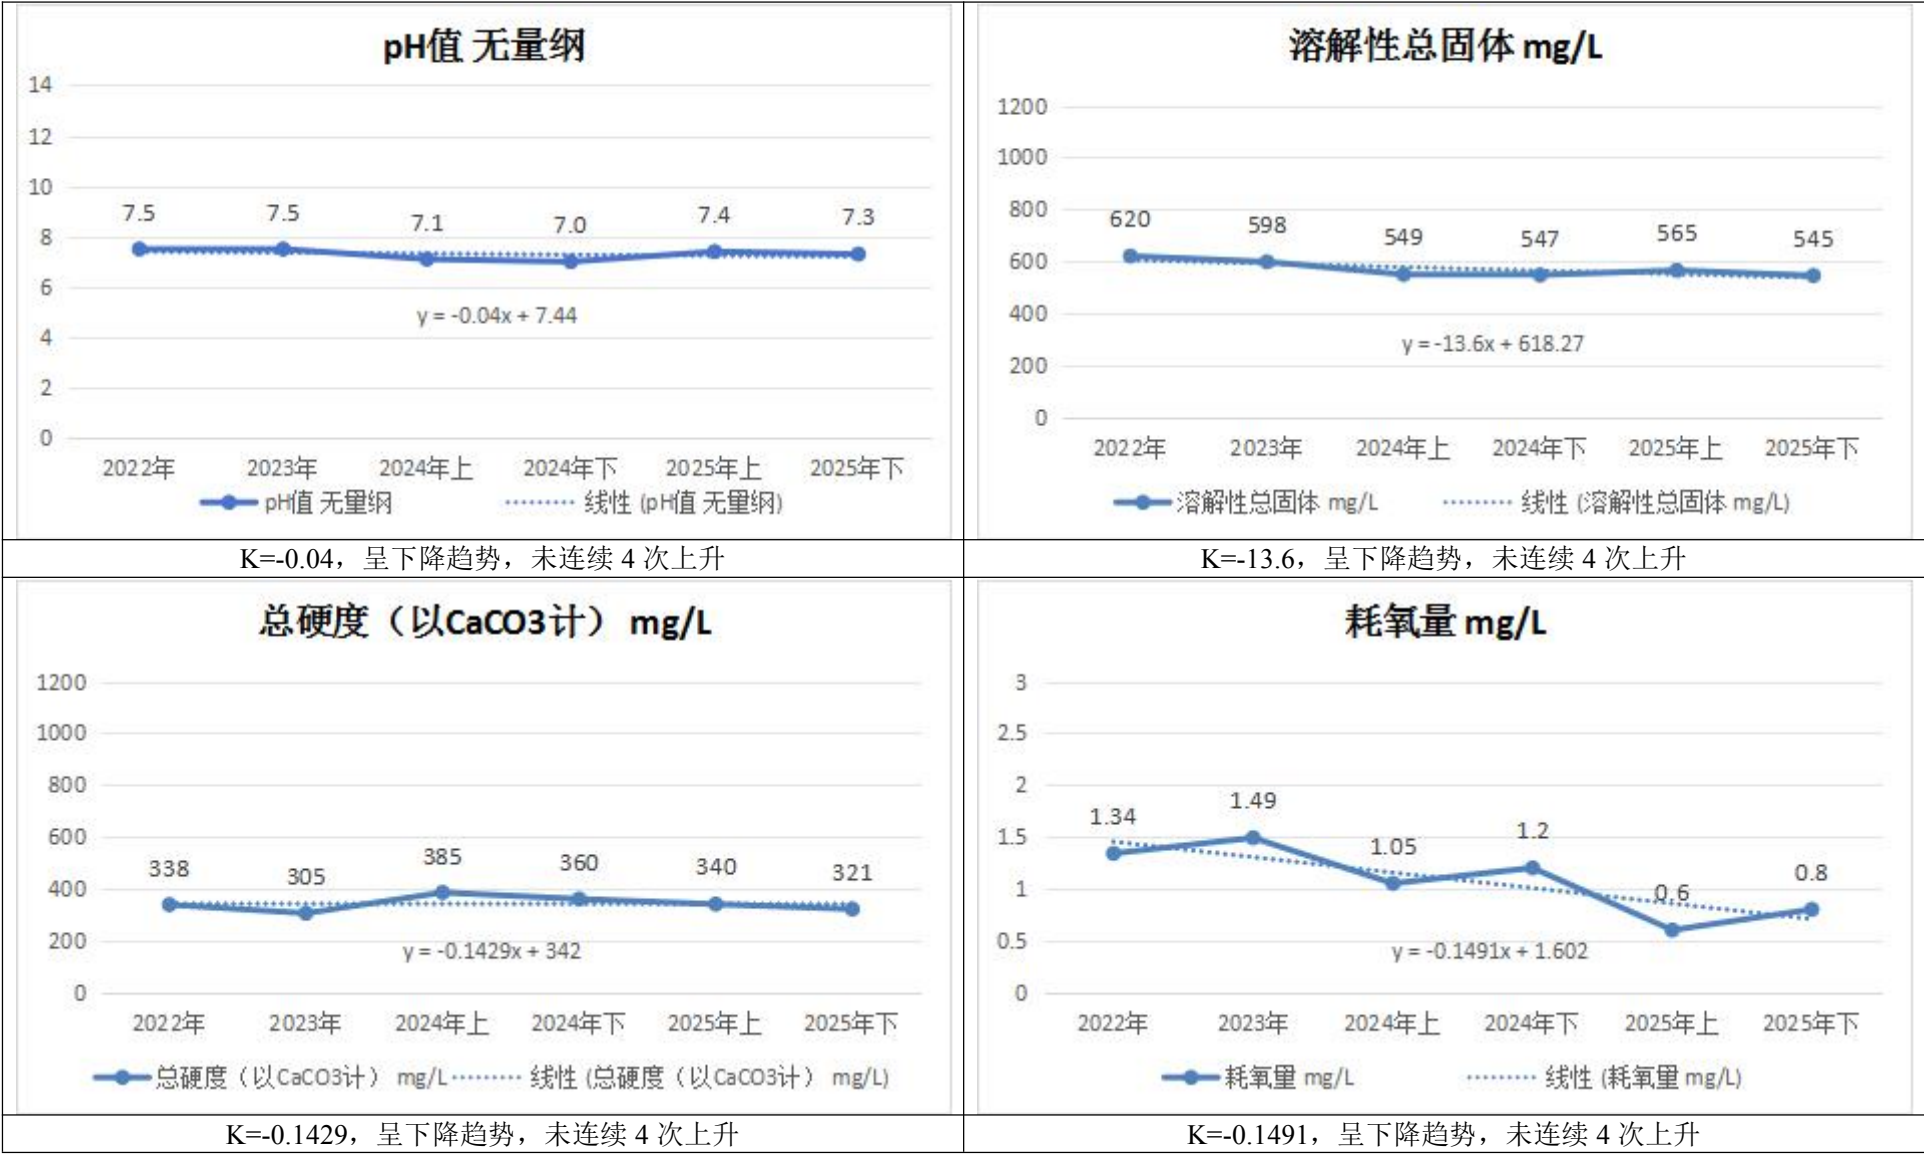 pH值 无量纲
14
12
10
8
6
4
2
0
7.5
7.5
7.1
7.0
7.4
7.3
y = -0.04x + 7.44
2022年
2023年
2024年上
2024年下
2025年上
2025年下
pH值 无量纲
线性 (pH值 无量纲)
K=-0.04，呈下降趋势，未连续 4 次上升
溶解性总固体 mg/L
1200
1000
800
600
400
200
0
620
598
549
547
565
545
y = -13.6x + 618.27
2022年
2023年
2024年上
2024年下
2025年上
2025年下
溶解性总固体 mg/L
线性 (溶解性总固体 mg/L)
K=-13.6，呈下降趋势，未连续 4 次上升
总硬度（以CaCO3计） mg/L
1200
1000
800
600
400
200
0
338
305
385
360
340
321
y = -0.1429x + 342
2022年
2023年
2024年上
2024年下
2025年上
2025年下
总硬度（以CaCO3计） mg/L
线性 (总硬度（以CaCO3计） mg/L)
K=-0.1429，呈下降趋势，未连续 4 次上升
耗氧量 mg/L
3
2.5
2
1.5
1
0.5
0
1.34
1.49
1.05
1.2
0.6
0.8
y = -0.1491x + 1.602
2022年
2023年
2024年上
2024年下
2025年上
2025年下
耗氧量 mg/L
线性 (耗氧量 mg/L)
K=-0.1491，呈下降趋势，未连续 4 次上升